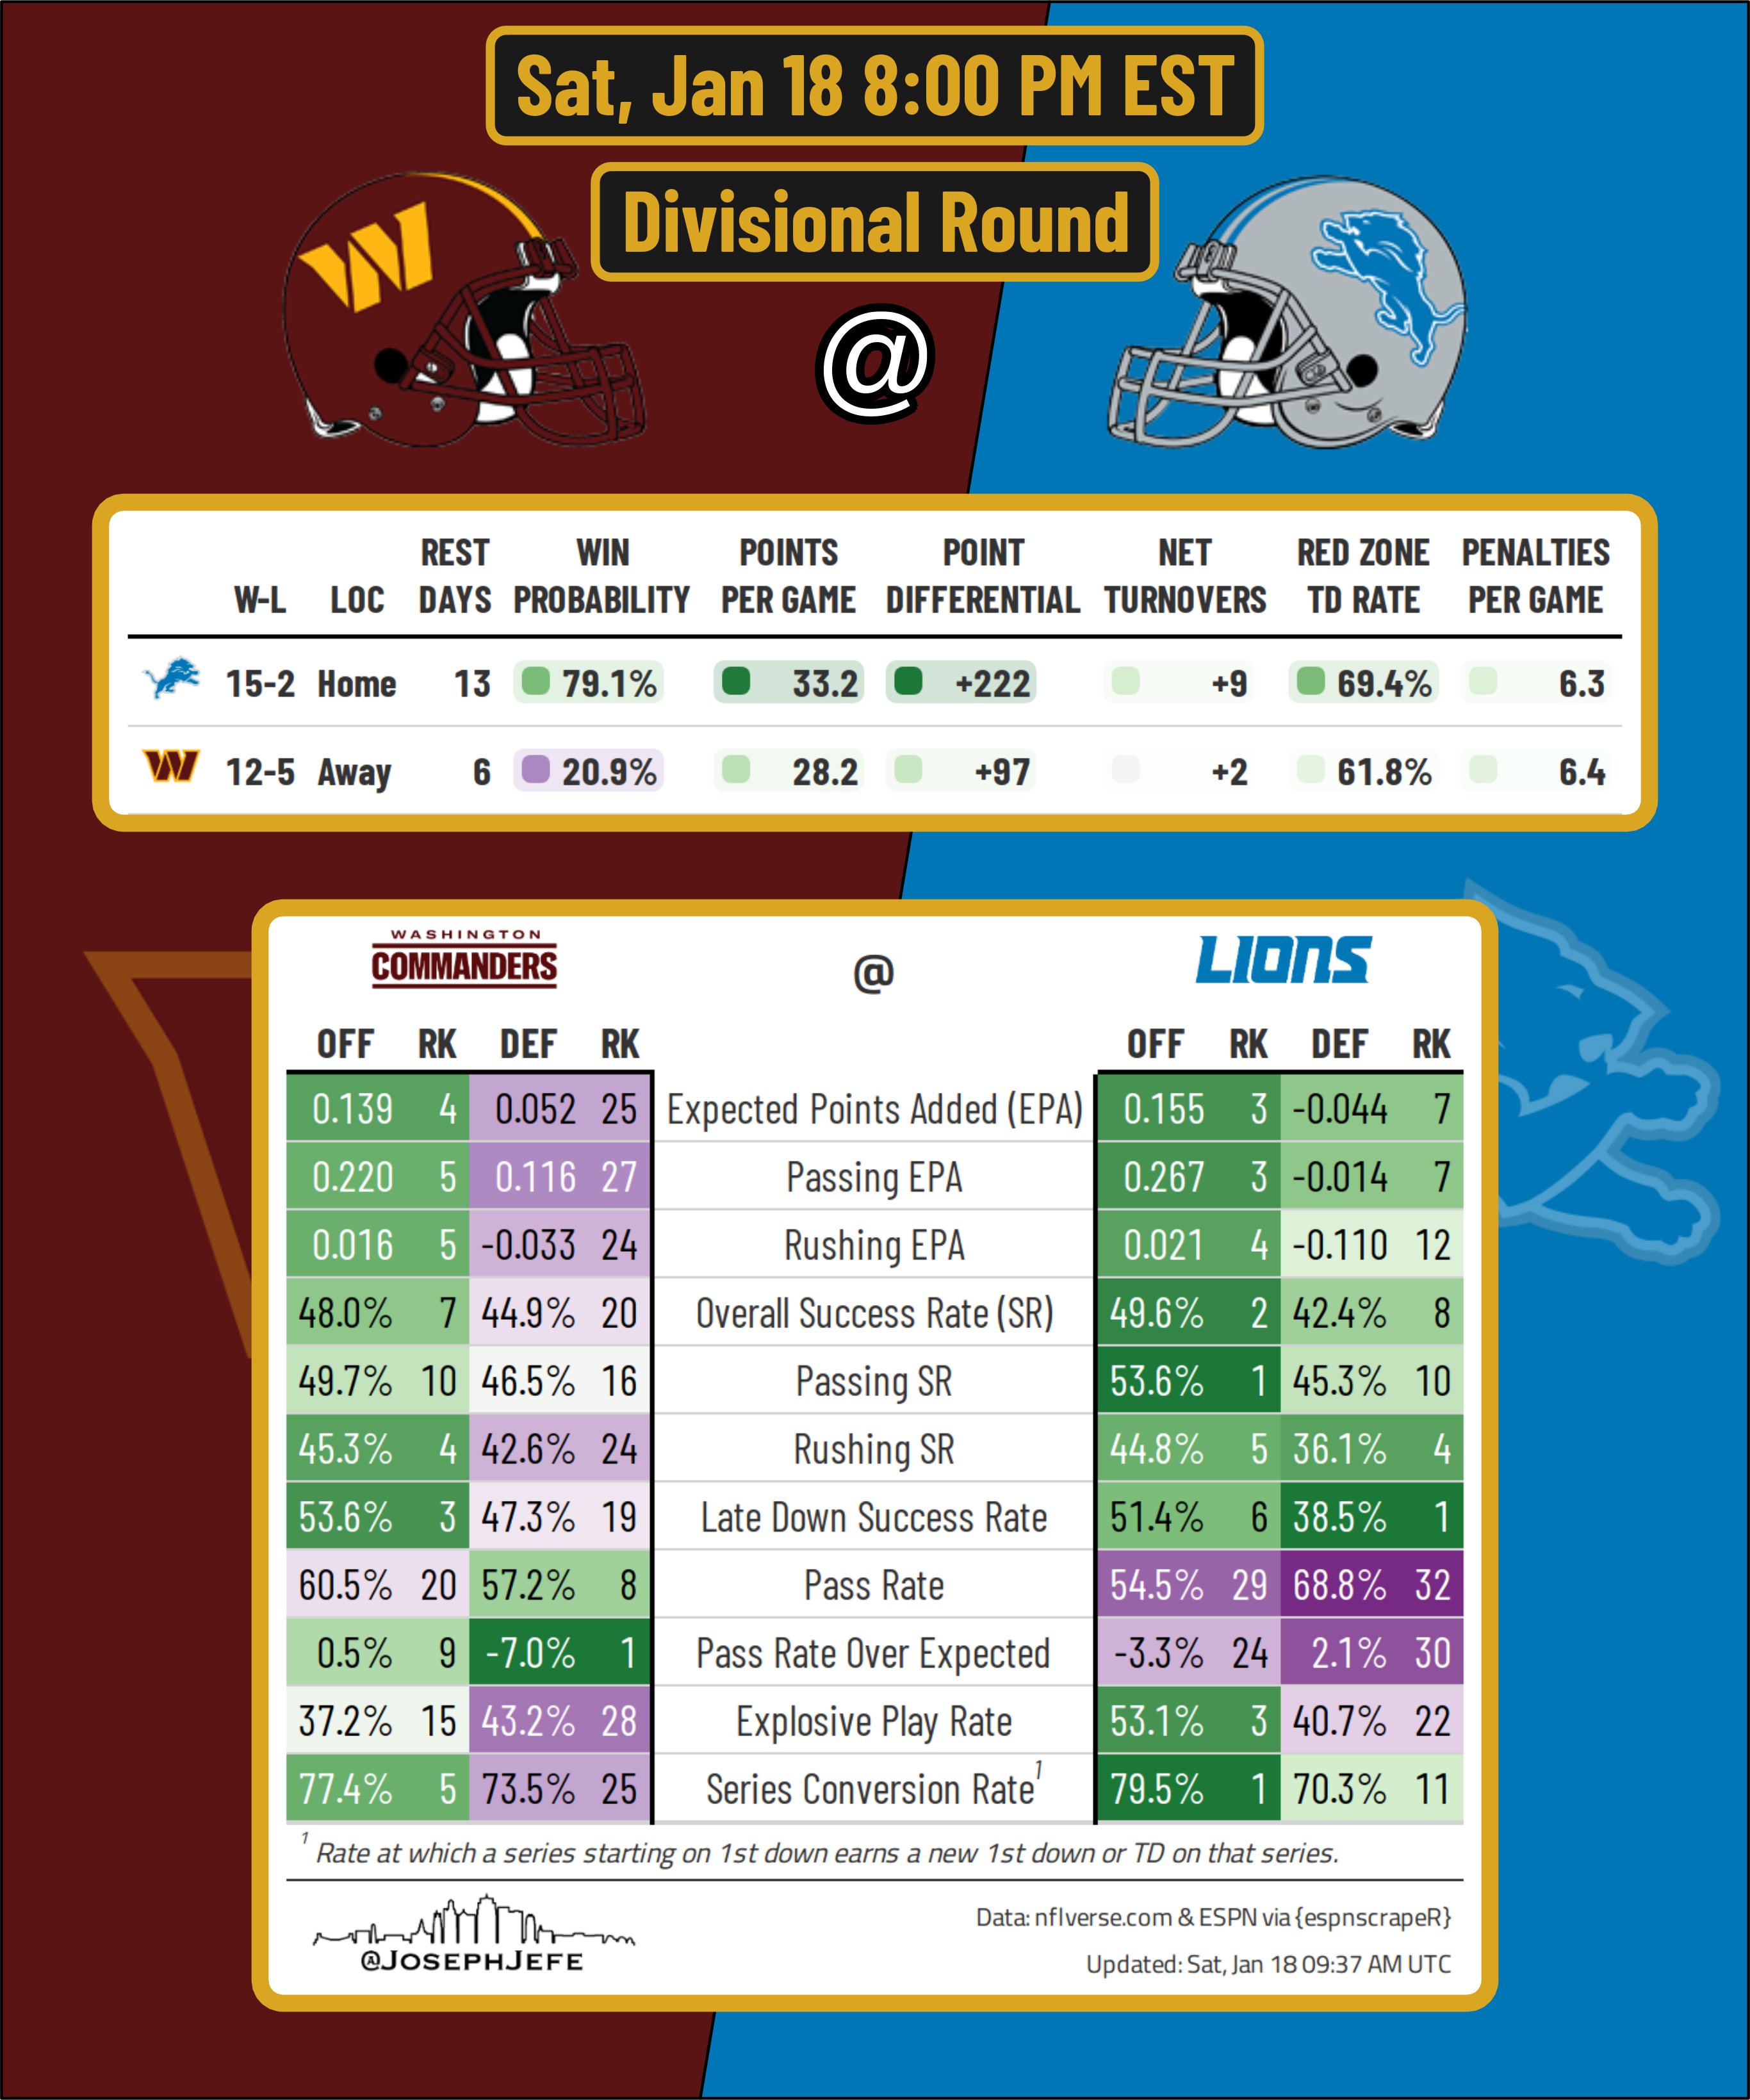 Sat, Jan 18 8:00 PM EST
Divisional Round
W
@
W-L LOC REST DAYS WIN PROBABILITY POINTS PER GAME POINT DIFFERENTIAL NET TURNOVERS RED ZONE TD RATE PENALTIES PER GAME
15-2 Home 13 79.1% 33.2 +222 +9 69.4% 6.3
W 12-5 Away 6 20.9% 28.2 +97 +2 61.8% 6.4
WASHINGTON
COMMANDERS @ LIONS
OFF RK DEF RK OFF RK DEF RK
0.139 4 0.052 25 Expected Points Added (EPA) 0.155 3 -0.044 7
0.220 5 0.116 27 Passing EPA 0.267 3 -0.014 7
0.016 5 -0.033 24 Rushing EPA 0.021 4 -0.110 12
48.0% 7 44.9% 20 Overall Success Rate (SR) 49.6% 2 42.4% 8
49.7% 10 46.5% 16 Passing SR 53.6% 1 45.3% 10
45.3% 4 42.6% 24 Rushing SR 44.8% 5 36.1% 4
53.6% 3 47.3% 19 Late Down Success Rate 51.4% 6 38.5% 1
60.5% 20 57.2% 8 Pass Rate 54.5% 29 68.8% 32
0.5% 9 -7.0% 1 Pass Rate Over Expected -3.3% 24 2.1% 30
37.2% 15 43.2% 28 Explosive Play Rate 53.1% 3 40.7% 22
77.4% 5 73.5% 25 Series Conversion Rate¹ 79.5% 1 70.3% 11
¹ Rate at which a series starting on 1st down earns a new 1st down or TD on that series.
@JOSEPHJEFE
Data: nflverse.com & ESPN via {espnscrapeR}
Updated: Sat, Jan 18 09:37 AM UTC